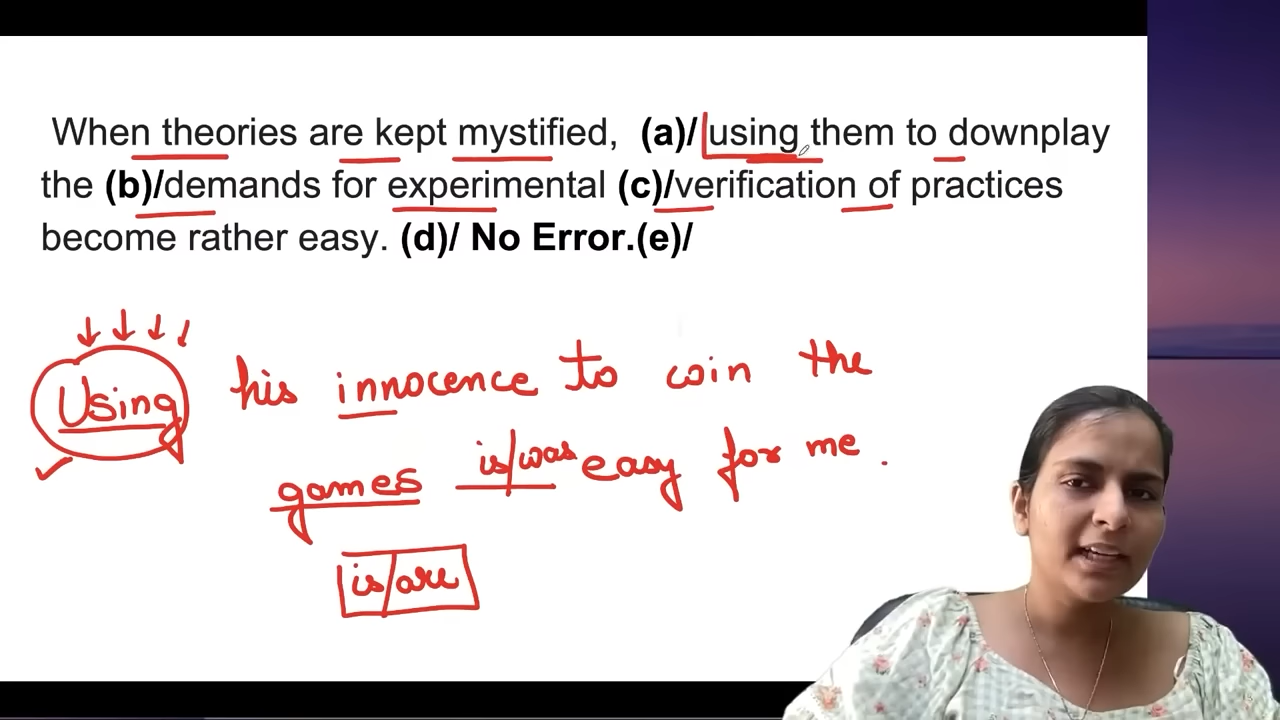 When theories are kept mystified, (a)/ using them to downplay
the (b)/demands for experimental (c)/verification of practices
become rather easy. (d)/ No Error.(e)/
Using his innocence to win the
games is/was easy for me.
is/are